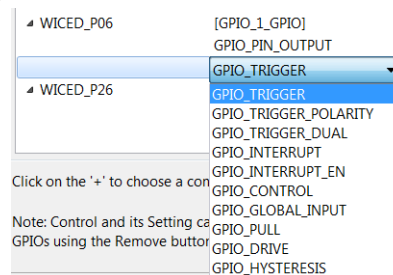 WICED_P06 [GPIO_1_GPIO]
GPIO_PIN_OUTPUT
GPIO_TRIGGER
WICED_P26
GPIO_TRIGGER
GPIO_TRIGGER_POLARITY
GPIO_TRIGGER_DUAL
GPIO_INTERRUPT
GPIO_INTERRUPT_EN
GPIO_CONTROL
GPIO_GLOBAL_INPUT
GPIO_PULL
GPIO_DRIVE
GPIO_HYSTERESIS
Click on the '+' to choose a con
Note: Control and its Setting ca
GPIOs using the Remove buttor